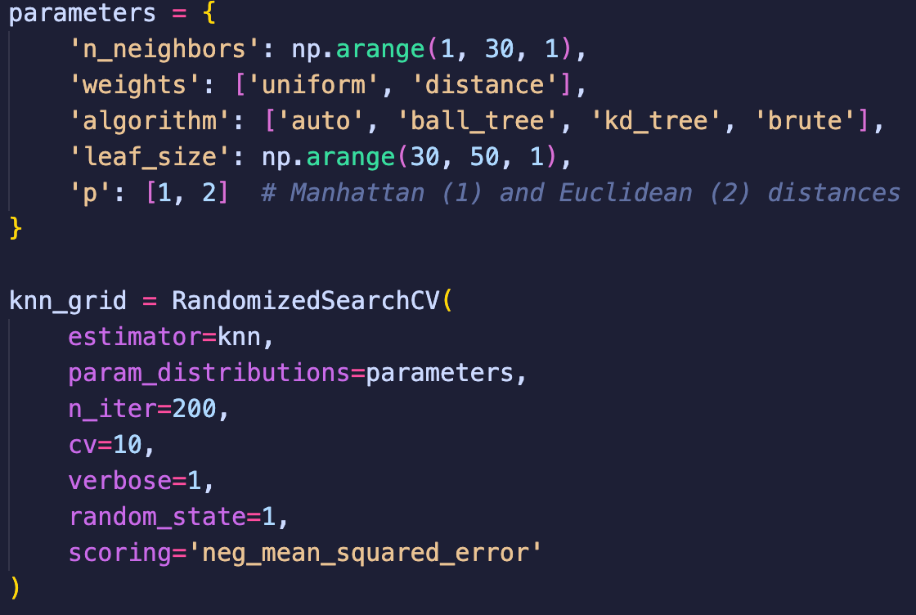 parameters = {
    'n_neighbors': np.arange(1, 30, 1),
    'weights': ['uniform', 'distance'],
    'algorithm': ['auto', 'ball_tree', 'kd_tree', 'brute'],
    'leaf_size': np.arange(30, 50, 1),
    'p': [1, 2]  # Manhattan (1) and Euclidean (2) distances
}

knn_grid = RandomizedSearchCV(
    estimator=knn,
    param_distributions=parameters,
    n_iter=200,
    cv=10,
    verbose=1,
    random_state=1,
    scoring='neg_mean_squared_error'
)